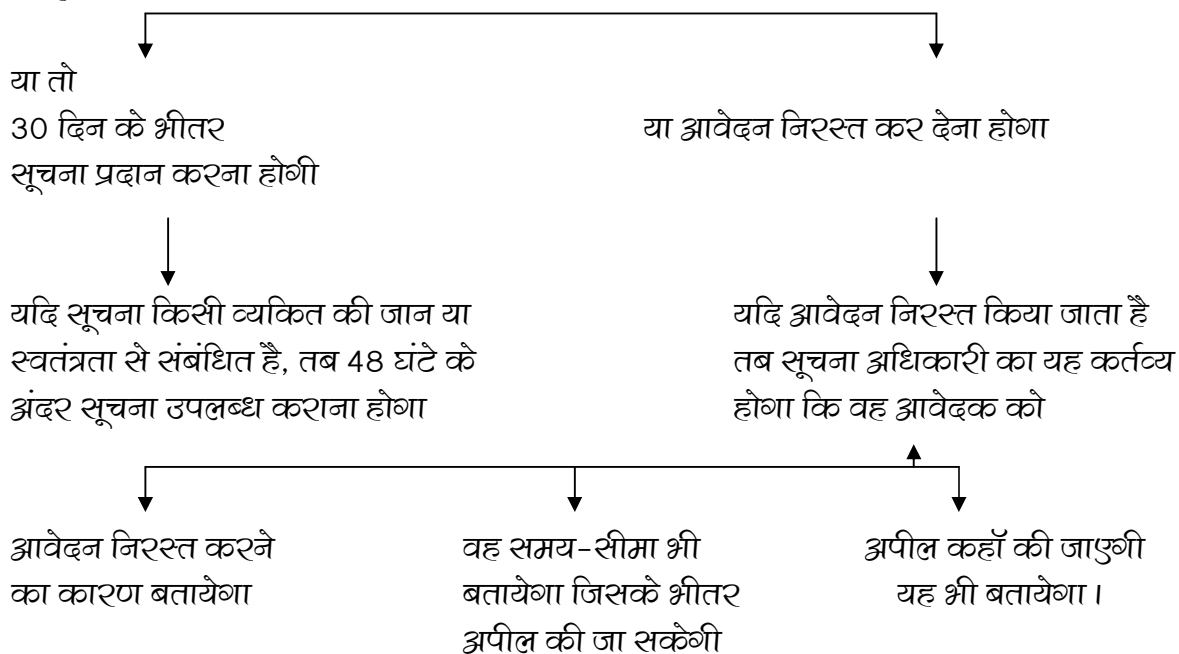 या तो
30 दिन के भीतर
सूचना प्रदान करना होगी
या आवेदन निरस्त कर देना होगा
यदि सूचना किसी व्यकित की जान या
स्वतंत्रता से संबंधित है, तब 48 घंटे के
अंदर सूचना उपलब्ध कराना होगा
यदि आवेदन निरस्त किया जाता है
तब सूचना अधिकारी का यह कर्तव्य
होगा कि वह आवेदक को
आवेदन निरस्त करने
का कारण बतायेगा
वह समय-सीमा भी
बतायेगा जिसके भीतर
अपील की जा सकेगी
अपील कहॉ की जाएगी
यह भी बतायेगा ।